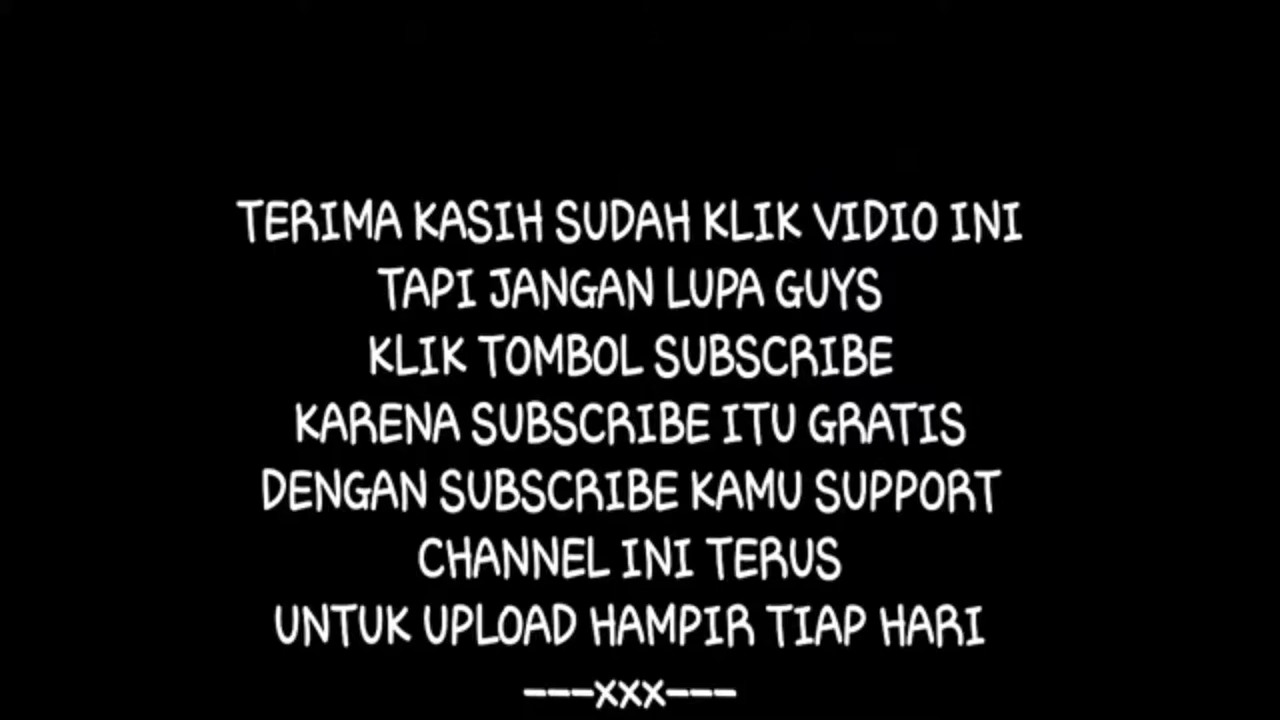 TERIMA KASIH SUDAH KLIK VIDIO INI
TAPI JANGAN LUPA GUYS
KLIK TOMBOL SUBSCRIBE
KARENA SUBSCRIBE ITU GRATIS
DENGAN SUBSCRIBE KAMU SUPPORT
CHANNEL INI TERUS
UNTUK UPLOAD HAMPIR TIAP HARI
---xxx---